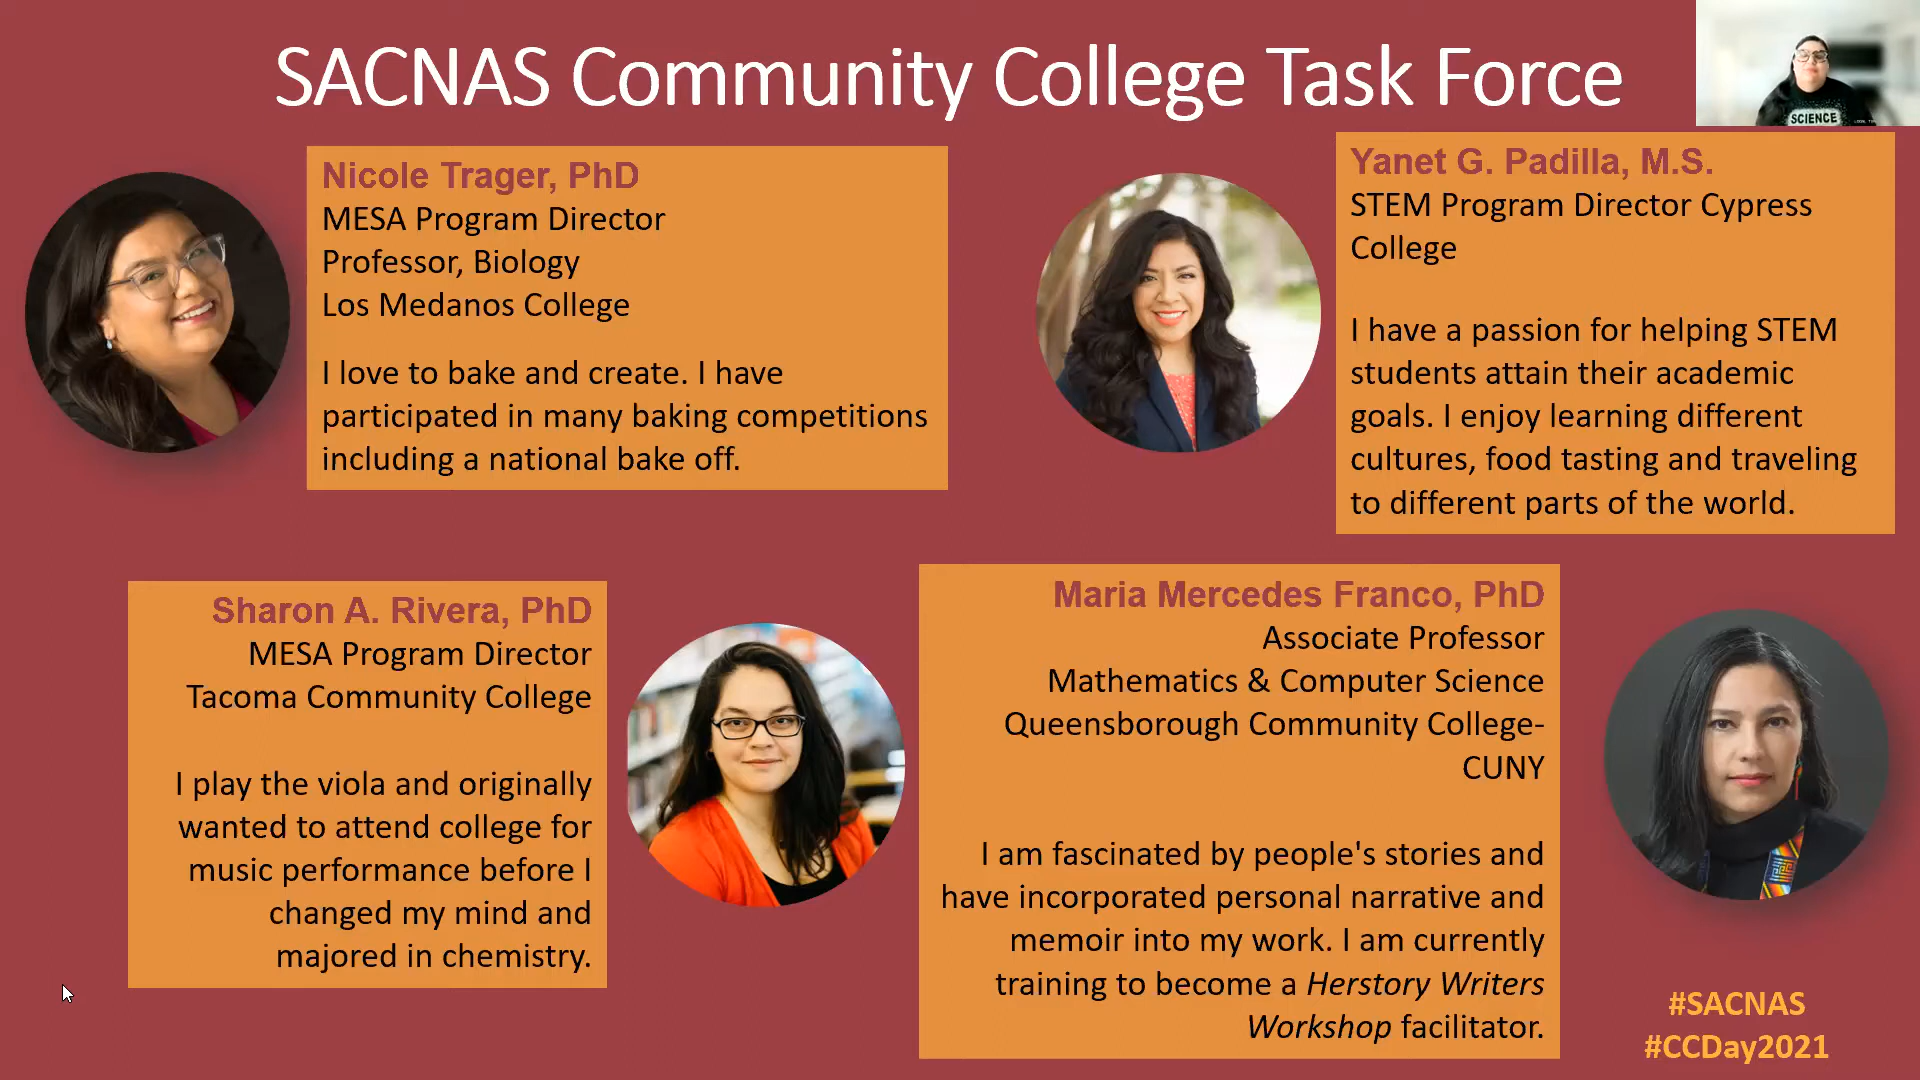 SACNAS Community College Task Force
SCIENCE
Nicole Trager, PhD
MESA Program Director
Professor, Biology
Los Medanos College
I love to bake and create. I have
participated in many baking competitions
including a national bake off.
Yanet G. Padilla, M.S.
STEM Program Director Cypress
College
I have a passion for helping STEM
students attain their academic
goals. I enjoy learning different
cultures, food tasting and traveling
to different parts of the world.
Sharon A. Rivera, PhD
MESA Program Director
Tacoma Community College
I play the viola and originally
wanted to attend college for
music performance before I
changed my mind and
majored in chemistry.
Maria Mercedes Franco, PhD
Associate Professor
Mathematics & Computer Science
Queensborough Community College-
CUNY
I am fascinated by people's stories and
have incorporated personal narrative and
memoir into my work. I am currently
training to become a Herstory Writers
Workshop facilitator.
#SACNAS
#CCDay2021